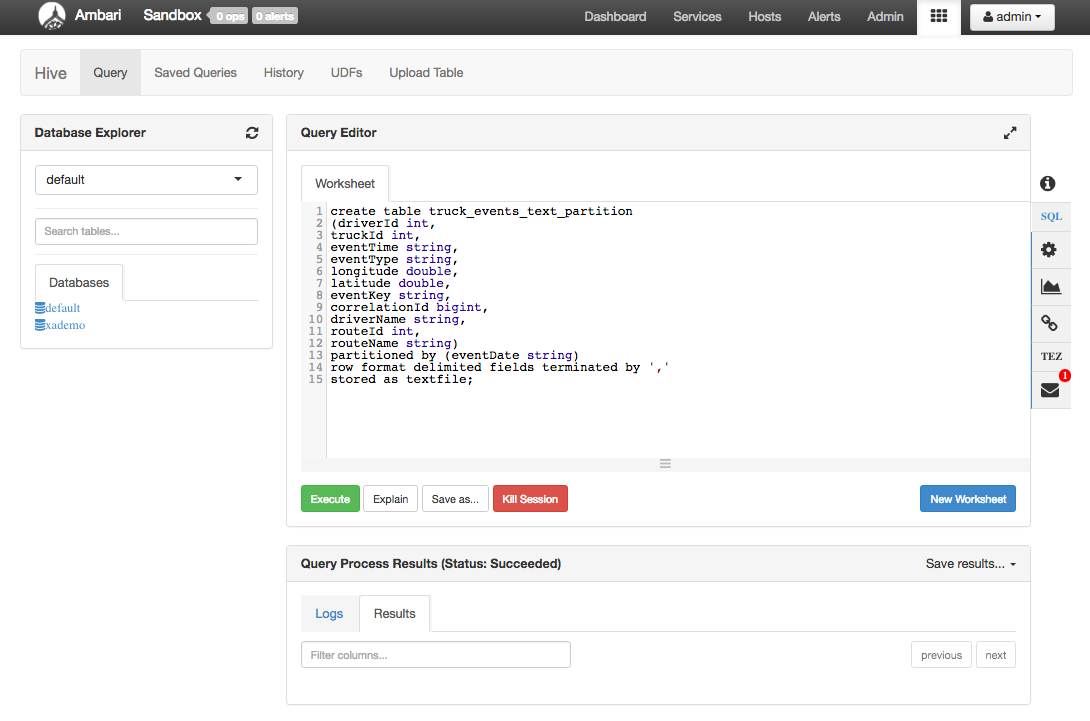 Ambari Sandbox 0 ops 0 alerts Dashboard Services Hosts Alerts Admin admin
Hive Query Saved Queries History UDFs Upload Table
Database Explorer
default
Search tables...
Databases
default
xademo
Query Editor
Worksheet
1 create table truck_events_text_partition
2 (driverId int,
3 truckId int,
4 eventTime string,
5 eventType string,
6 longitude double,
7 latitude double,
8 eventKey string,
9 correlationId bigint,
10 driverName string,
11 routeId int,
12 routeName string)
13 partitioned by (eventDate string)
14 row format delimited fields terminated by ','
15 stored as textfile;
Execute Explain Save as... Kill Session New Worksheet
SQL
TEZ
1
Query Process Results (Status: Succeeded) Save results...
Logs Results
Filter columns... previous next